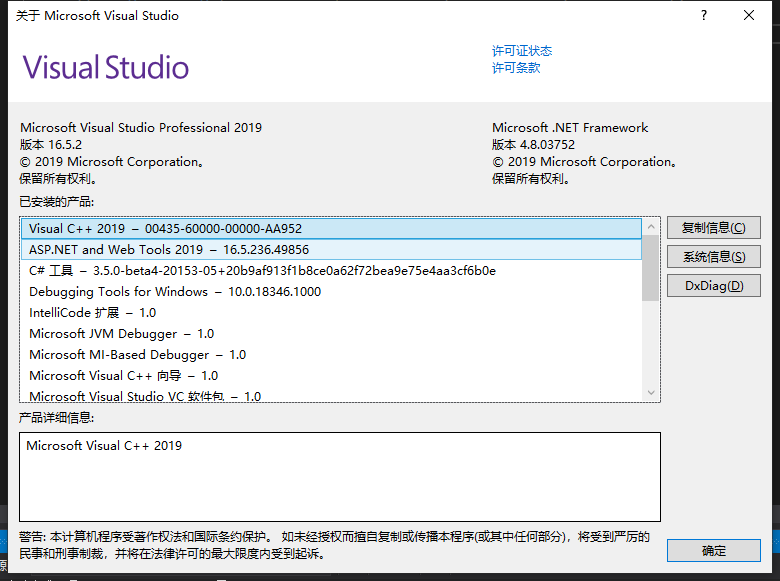 关于 Microsoft Visual Studio
?
Visual Studio
许可证状态
许可条款
Microsoft Visual Studio Professional 2019
版本 16.5.2
© 2019 Microsoft Corporation。
保留所有权利。
Microsoft .NET Framework
版本 4.8.03752
© 2019 Microsoft Corporation。
保留所有权利。
已安装的产品:
Visual C++ 2019 – 00435-60000-00000-AA952
ASP.NET and Web Tools 2019 – 16.5.236.49856
C# 工具 – 3.5.0-beta4-20153-05+20b9af913f1b8ce0a62f72bea9e75e4aa3cf6b0e
Debugging Tools for Windows – 10.0.18346.1000
IntelliCode 扩展 – 1.0
Microsoft JVM Debugger – 1.0
Microsoft MI-Based Debugger – 1.0
Microsoft Visual C++ 向导 – 1.0
Microsoft Visual Studio VC 软件包 – 1.0
复制信息(C)
系统信息(S)
DxDiag(D)
产品详细信息:
Microsoft Visual C++ 2019
警告: 本计算机程序受著作权法和国际条约保护。 如未经授权而擅自复制或传播本程序(或其中任何部分)，将受到严厉的
民事和刑事制裁，并将在法律许可的最大限度内受到起诉。
确定